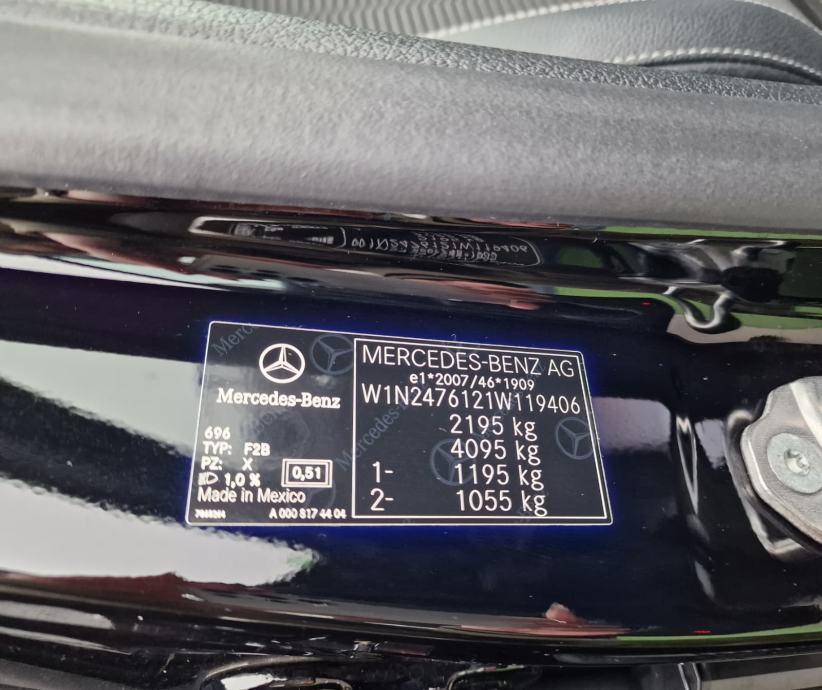 Mercedes-Benz
696
TYP: F2B
PZ: X
1,0 %
0,51
Made in Mexico
A 000 817 44 04
MERCEDES-BENZ AG
e1*2007/46*1909
W1N2476121W119406
2195 kg
4095 kg
1- 1195 kg
2- 1055 kg